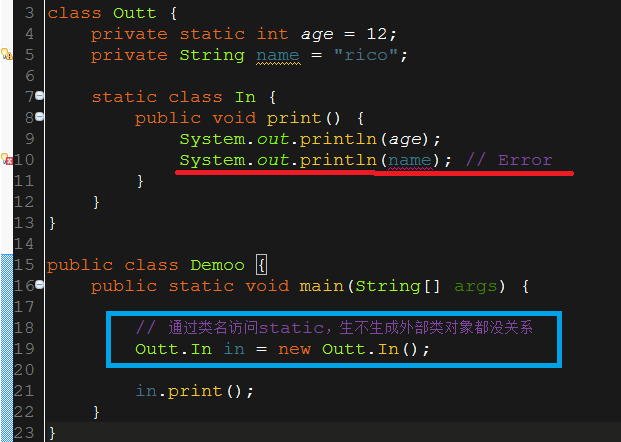 3 class Outt {
4     private static int age = 12;
5     private String name = "rico";
6
7     static class In {
8         public void print() {
9             System.out.println(age);
10             System.out.println(name); // Error
11         }
12     }
13 }
14
15 public class Demoo {
16     public static void main(String[] args) {
17
18         // 通过类名访问static，生不生成外部类对象都没关系
19         Outt.In in = new Outt.In();
20
21         in.print();
22     }
23 }